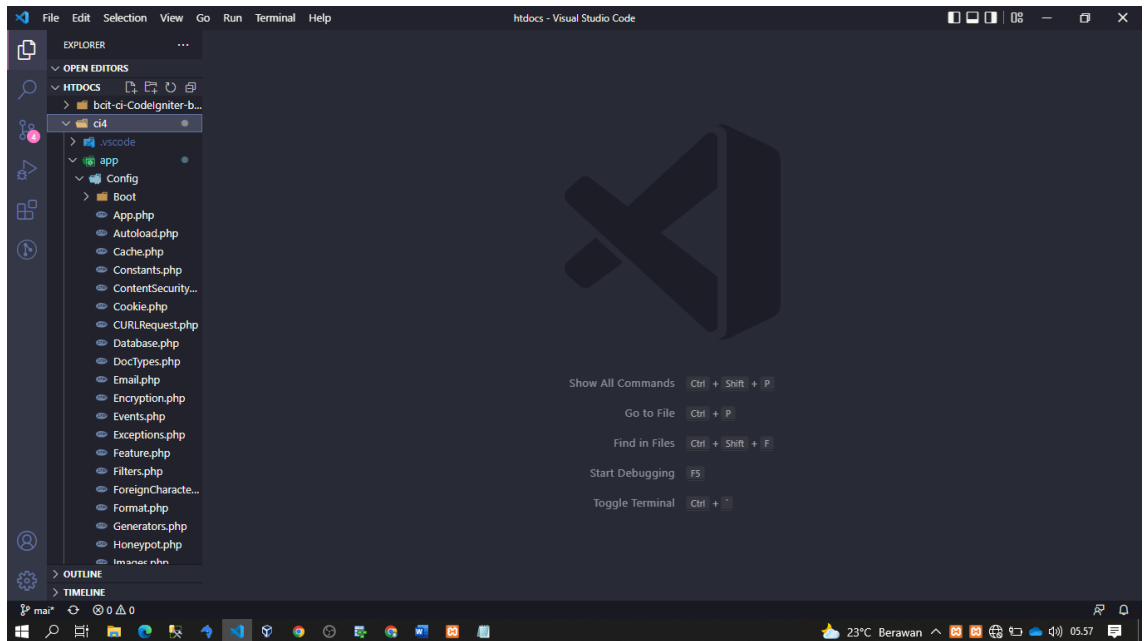 File Edit Selection View Go Run Terminal Help htdocs - Visual Studio Code
EXPLORER ...
OPEN EDITORS
HTDOCS
bcit-ci-CodeIgniter-b...
4
ci4
.vscode
app
Config
Boot
App.php
Autoload.php
Cache.php
Constants.php
ContentSecurity...
Cookie.php
CURLRequest.php
Database.php
DocTypes.php
Email.php
Encryption.php
Events.php
Exceptions.php
Feature.php
Filters.php
ForeignCharacte...
Format.php
Generators.php
Honeypot.php
Images.php
OUTLINE
TIMELINE
Show All Commands Ctrl + Shift + P
Go to File Ctrl + P
Find in Files Ctrl + Shift + F
Start Debugging F5
Toggle Terminal Ctrl + `
mai* 0 0
23°C Berawan 05.57